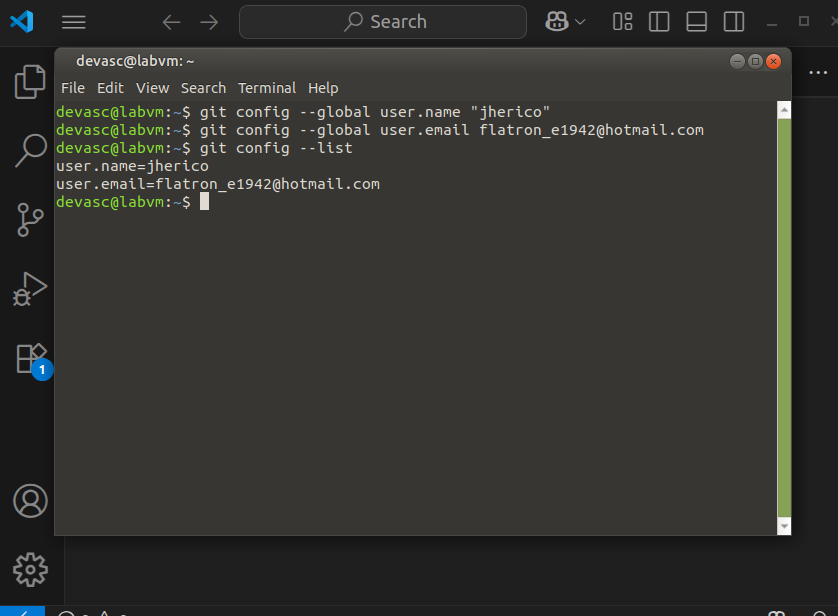 Search
devasc@labvm: ~
File Edit View Search Terminal Help
devasc@labvm:~$ git config --global user.name "jherico"
devasc@labvm:~$ git config --global user.email flatron_e1942@hotmail.com
devasc@labvm:~$ git config --list
user.name=jherico
user.email=flatron_e1942@hotmail.com
devasc@labvm:~$
1